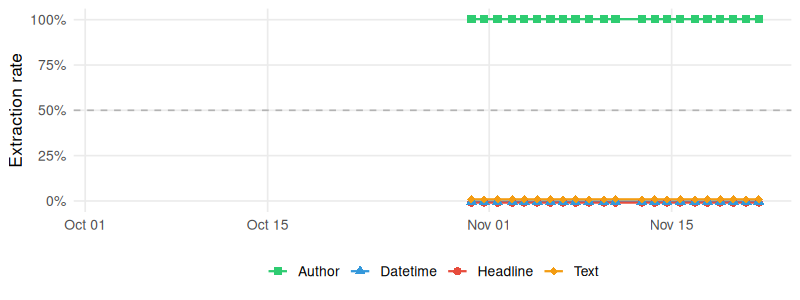 Extraction rate
100%
75%
50%
25%
0%
Oct 01 Oct 15 Nov 01 Nov 15
Author Datetime Headline Text